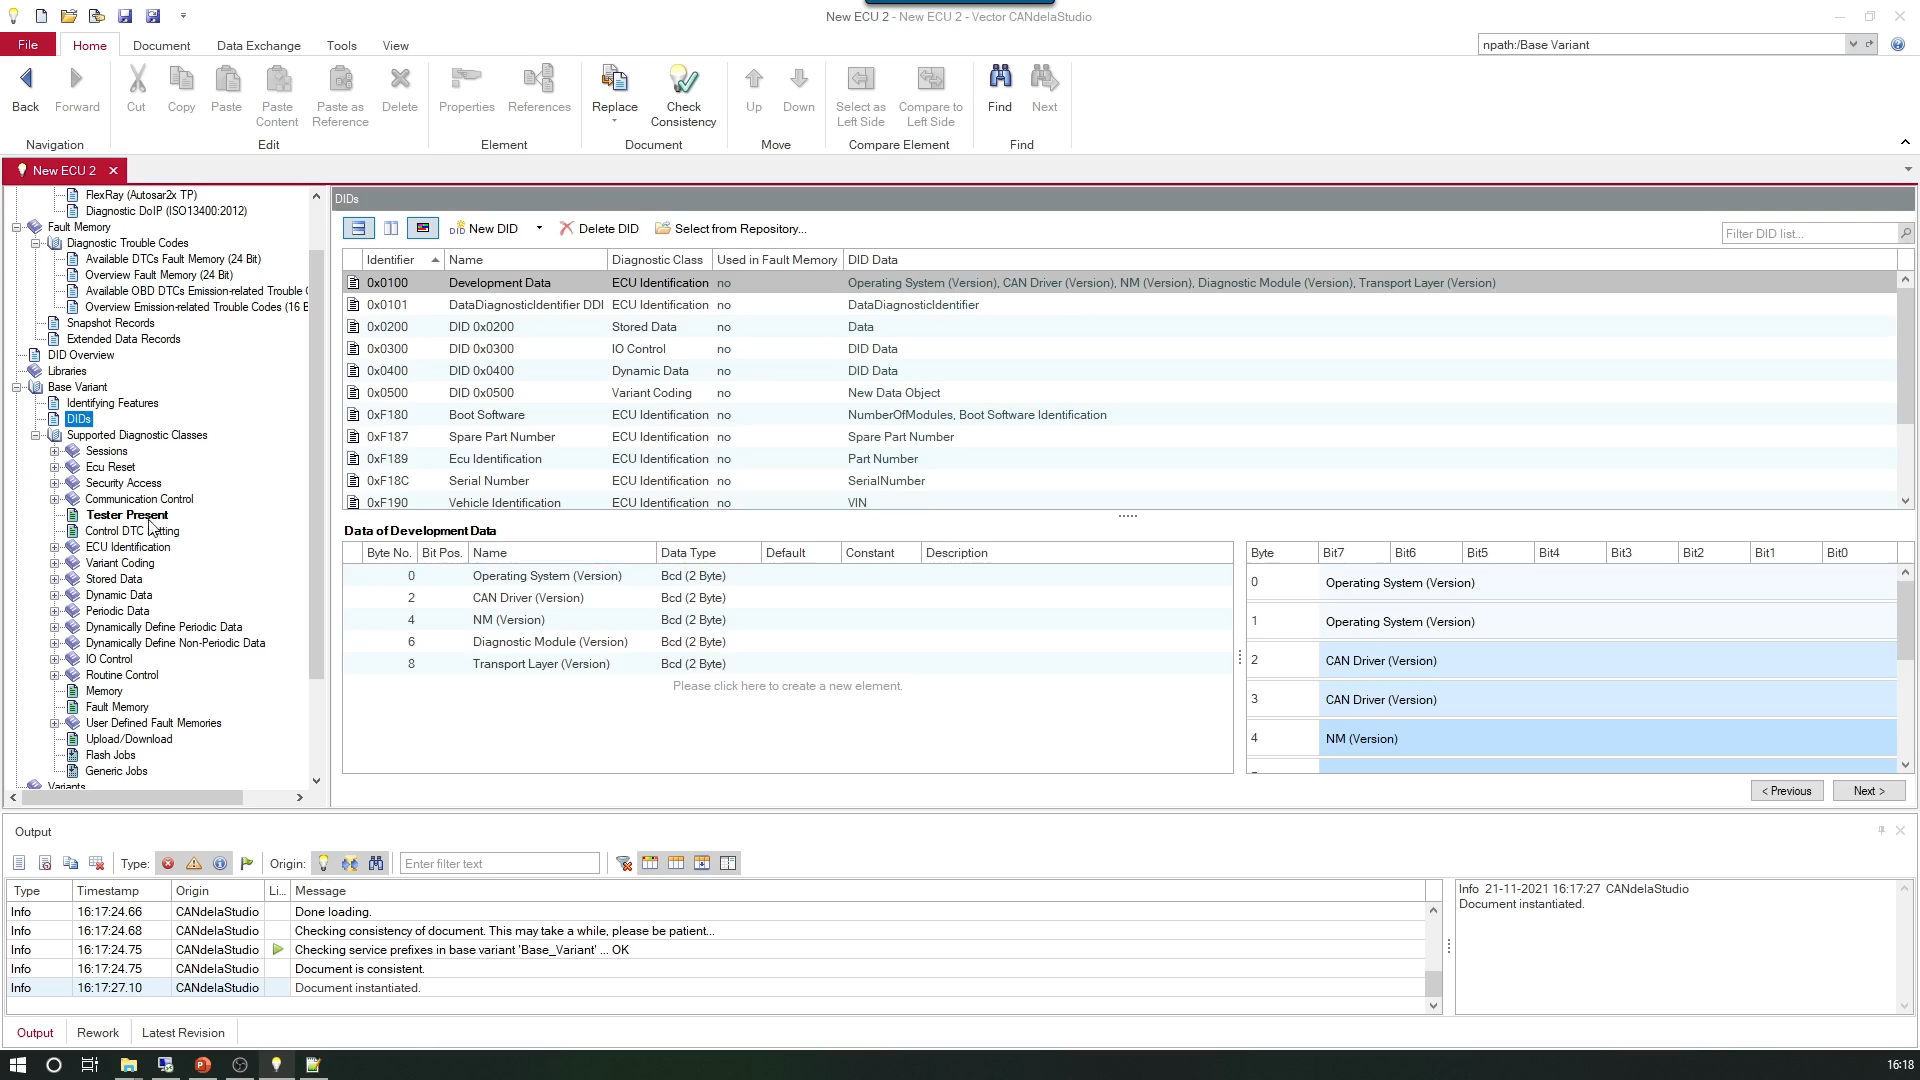 New ECU 2 - New ECU 2 - Vector CANdelaStudio
File Home Document Data Exchange Tools View
npath:/Base Variant
Back Forward Cut Copy Paste Paste Content Paste as Reference Delete Properties References Replace Check Consistency Up Down Select as Left Side Compare to Left Side Find Next
Navigation Edit Element Document Move Compare Element Find
New ECU 2
FlexRay (Autosar2x TP)
Diagnostic DoIP (ISO13400:2012)
Fault Memory
Diagnostic Trouble Codes
Available DTCs Fault Memory (24 Bit)
Overview Fault Memory (24 Bit)
Available OBD DTCs Emission-related Trouble
Overview Emission-related Trouble Codes (16
Snapshot Records
Extended Data Records
DID Overview
Libraries
Base Variant
Identifying Features
DIDs
Supported Diagnostic Classes
Sessions
Ecu Reset
Security Access
Communication Control
Tester Present
Control DTC
ECU Identification
Variant Coding
Stored Data
Dynamic Data
Periodic Data
Dynamically Define Periodic Data
Dynamically Define Non-Periodic Data
IO Control
Routine Control
Memory
Fault Memory
User Defined Fault Memories
Upload/Download
Flash Jobs
Generic Jobs
Variants
DIDs
New DID Delete DID Select from Repository...
Filter DID list...
Identifier Name Diagnostic Class Used in Fault Memory DID Data
0x0100 Development Data ECU Identification no Operating System (Version), CAN Driver (Version), NM (Version), Diagnostic Module (Version), Transport Layer (Version)
0x0101 DataDiagnosticIdentifier DDI ECU Identification no DataDiagnosticIdentifier
0x0200 DID 0x0200 Stored Data no Data
0x0300 DID 0x0300 IO Control no DID Data
0x0400 DID 0x0400 Dynamic Data no DID Data
0x0500 DID 0x0500 Variant Coding no New Data Object
0xF180 Boot Software ECU Identification no NumberOfModules, Boot Software Identification
0xF187 Spare Part Number ECU Identification no Spare Part Number
0xF189 Ecu Identification ECU Identification no Part Number
0xF18C Serial Number ECU Identification no SerialNumber
0xF190 Vehicle Identification ECU Identification no VIN
Data of Development Data
Byte No. Bit Pos. Name Data Type Default Constant Description
0 Operating System (Version) Bcd (2 Byte)
2 CAN Driver (Version) Bcd (2 Byte)
4 NM (Version) Bcd (2 Byte)
6 Diagnostic Module (Version) Bcd (2 Byte)
8 Transport Layer (Version) Bcd (2 Byte)
Please click here to create a new element.
Byte Bit7 Bit6 Bit5 Bit4 Bit3 Bit2 Bit1 Bit0
0 Operating System (Version)
1 Operating System (Version)
2 CAN Driver (Version)
3 CAN Driver (Version)
4 NM (Version)
< Previous Next >
Output
Type: Origin: Enter filter text
Type Timestamp Origin Li... Message
Info 16:17:24.66 CANdelaStudio Done loading.
Info 16:17:24.68 CANdelaStudio Checking consistency of document. This may take a while, please be patient...
Info 16:17:24.75 CANdelaStudio Checking service prefixes in base variant 'Base_Variant' ... OK
Info 16:17:24.75 CANdelaStudio Document is consistent.
Info 16:17:27.10 CANdelaStudio Document instantiated.
Info 21-11-2021 16:17:27 CANdelaStudio
Document instantiated.
Output Rework Latest Revision
16:18